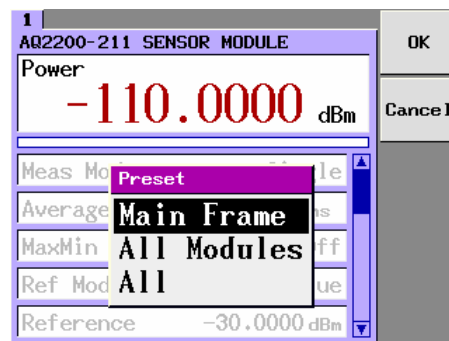 1
AQ2200-211 SENSOR MODULE
OK
Power
-110.0000 dBm
Cancel
Meas Mo le
Preset
Average ns
Main Frame
MaxMin ff
All Modules
Ref Mod ue
All
Reference -30.0000 dBm